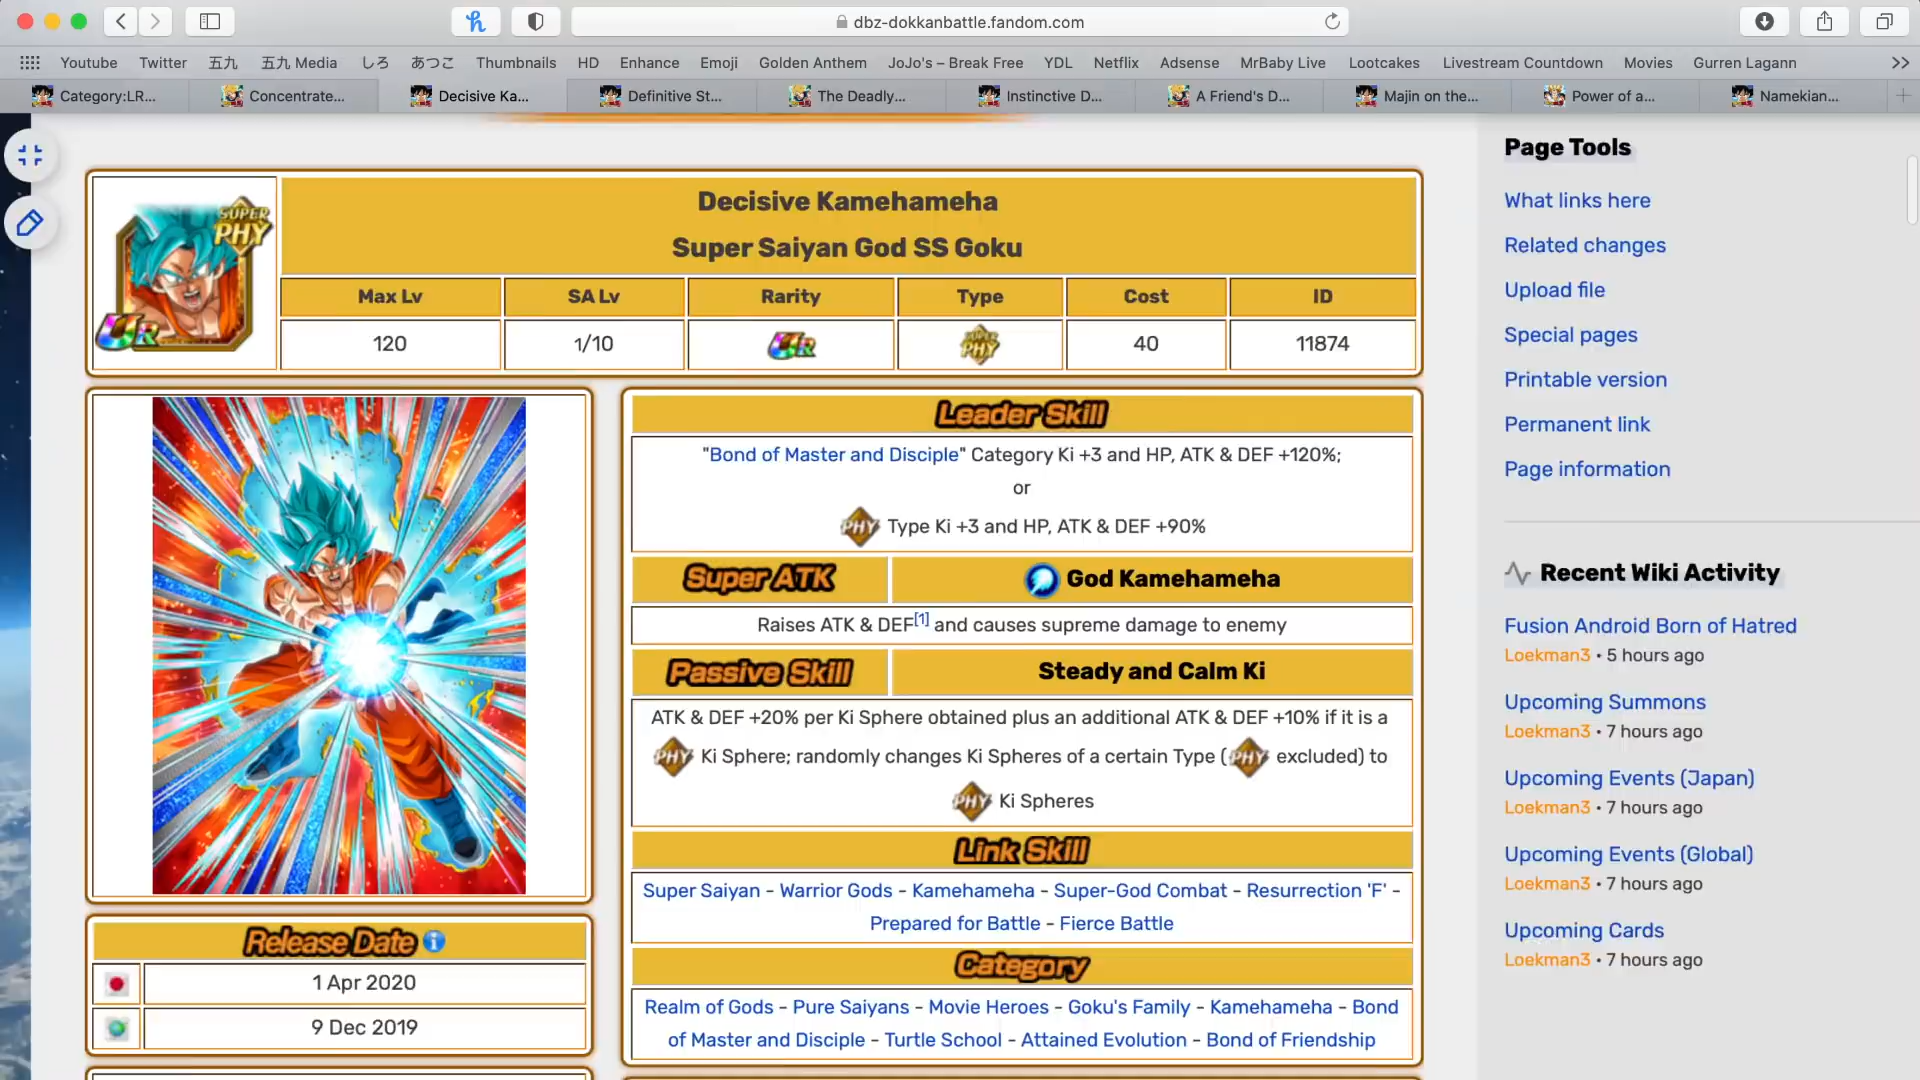 dbz-dokkanbattle.fandom.com
Youtube Twitter 五九 五九 Media しろ あつこ Thumbnails HD Enhance Emoji Golden Anthem JoJo's – Break Free YDL Netflix Adsense MrBaby Live Lootcakes Livestream Countdown Movies Gurren Lagann
Category:LR... Concentrate... Decisive Ka... Definitive St... The Deadly... Instinctive D... A Friend's D... Majin on the... Power of a... Namekian...
Decisive Kamehameha
Super Saiyan God SS Goku
SUPER PHY
UR
Max Lv SA Lv Rarity Type Cost ID
120 1/10 UR SUPER PHY 40 11874
Leader Skill
"Bond of Master and Disciple" Category Ki +3 and HP, ATK & DEF +120%;
or
PHY Type Ki +3 and HP, ATK & DEF +90%
Super ATK God Kamehameha
Raises ATK & DEF[1] and causes supreme damage to enemy
Passive Skill Steady and Calm Ki
ATK & DEF +20% per Ki Sphere obtained plus an additional ATK & DEF +10% if it is a
PHY Ki Sphere; randomly changes Ki Spheres of a certain Type (PHY excluded) to
PHY Ki Spheres
Link Skill
Super Saiyan - Warrior Gods - Kamehameha - Super-God Combat - Resurrection 'F' -
Prepared for Battle - Fierce Battle
Category
Realm of Gods - Pure Saiyans - Movie Heroes - Goku's Family - Kamehameha - Bond
of Master and Disciple - Turtle School - Attained Evolution - Bond of Friendship
Release Date
1 Apr 2020
9 Dec 2019
Page Tools
What links here
Related changes
Upload file
Special pages
Printable version
Permanent link
Page information
Recent Wiki Activity
Fusion Android Born of Hatred
Loekman3 • 5 hours ago
Upcoming Summons
Loekman3 • 7 hours ago
Upcoming Events (Japan)
Loekman3 • 7 hours ago
Upcoming Events (Global)
Loekman3 • 7 hours ago
Upcoming Cards
Loekman3 • 7 hours ago